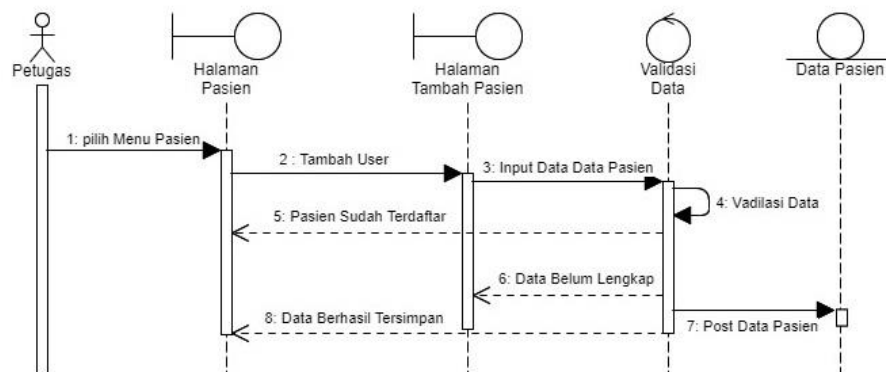 Petugas
Halaman
Pasien
Halaman
Tambah Pasien
Validasi
Data
Data Pasien
1: pilih Menu Pasien
2 : Tambah User
3: Input Data Data Pasien
4: Vadilasi Data
5: Pasien Sudah Terdaftar
6: Data Belum Lengkap
8: Data Berhasil Tersimpan
7: Post Data Pasien